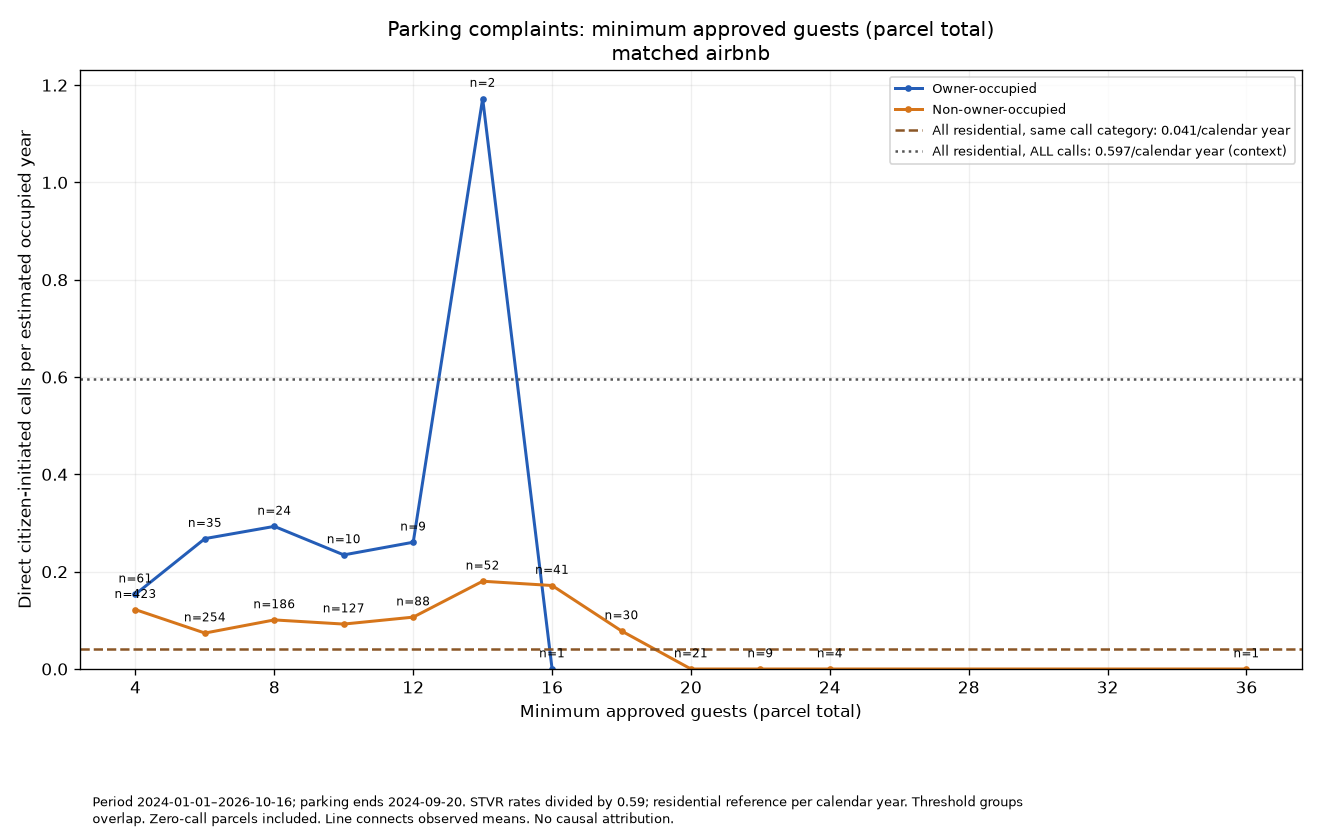 Parking complaints: minimum approved guests (parcel total)
matched airbnb
Direct citizen-initiated calls per estimated occupied year
1.2
1.0
0.8
0.6
0.4
0.2
0.0
Owner-occupied
Non-owner-occupied
All residential, same call category: 0.041/calendar year
All residential, ALL calls: 0.597/calendar year (context)
n=2
n=61
n=35
n=24
n=10
n=9
n=1
n=423
n=254
n=186
n=127
n=88
n=52
n=41
n=30
n=21
n=9
n=4
n=1
4 8 12 16 20 24 28 32 36
Minimum approved guests (parcel total)
Period 2024-01-01–2026-10-16; parking ends 2024-09-20. STVR rates divided by 0.59; residential reference per calendar year. Threshold groups
overlap. Zero-call parcels included. Line connects observed means. No causal attribution.